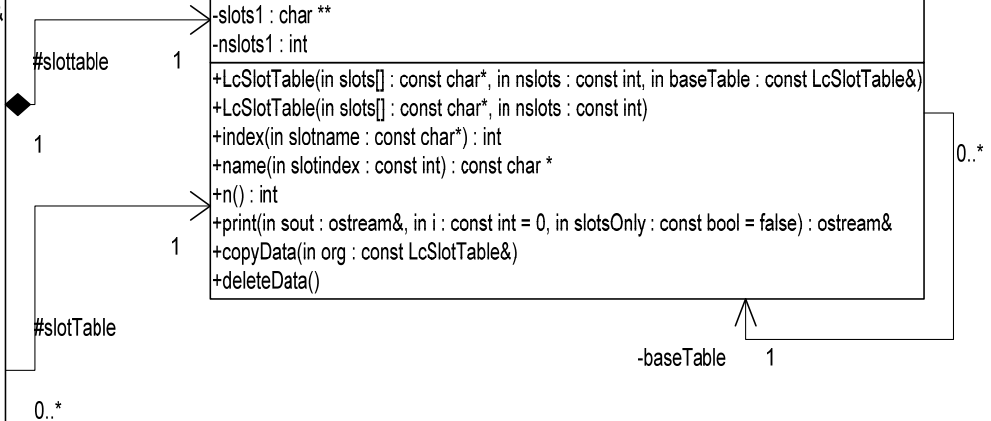 -slots1 : char **
-nslots1 : int
#slottable
1
1
+LcSlotTable(in slots[] : const char*, in nslots : const int, in baseTable : const LcSlotTable&)
+LcSlotTable(in slots[] : const char*, in nslots : const int)
+index(in slotname : const char*) : int
+name(in slotindex : const int) : const char *
+n() : int
+print(in sout : ostream&, in i : const int = 0, in slotsOnly : const bool = false) : ostream&
+copyData(in org : const LcSlotTable&)
+deleteData()
0..*
1
#slotTable
0..*
-baseTable
1